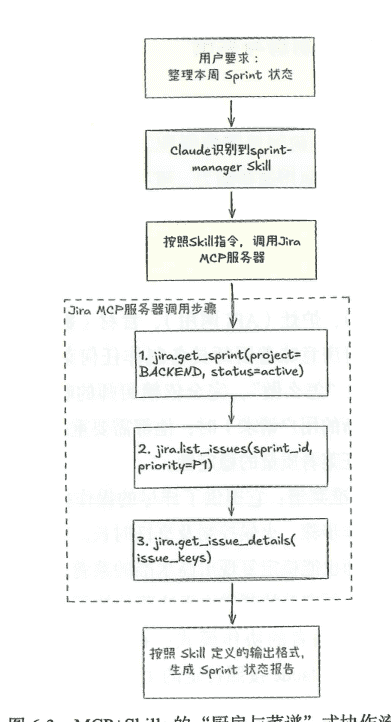 用户要求：
整理本周 Sprint 状态
Claude识别到sprint-
manager Skill
按照Skill指令，调用Jira
MCP服务器
Jira MCP服务器调用步骤
1. jira.get_sprint(project=
BACKEND, status=active)
2. jira.list_issues(sprint_id,
priority=P1)
3. jira.get_issue_details(
issue_keys)
按照 Skill 定义的输出格式，
生成 Sprint 状态报告
图 6-3 MCP+Skills 的“厨房与菜谱”式协作流